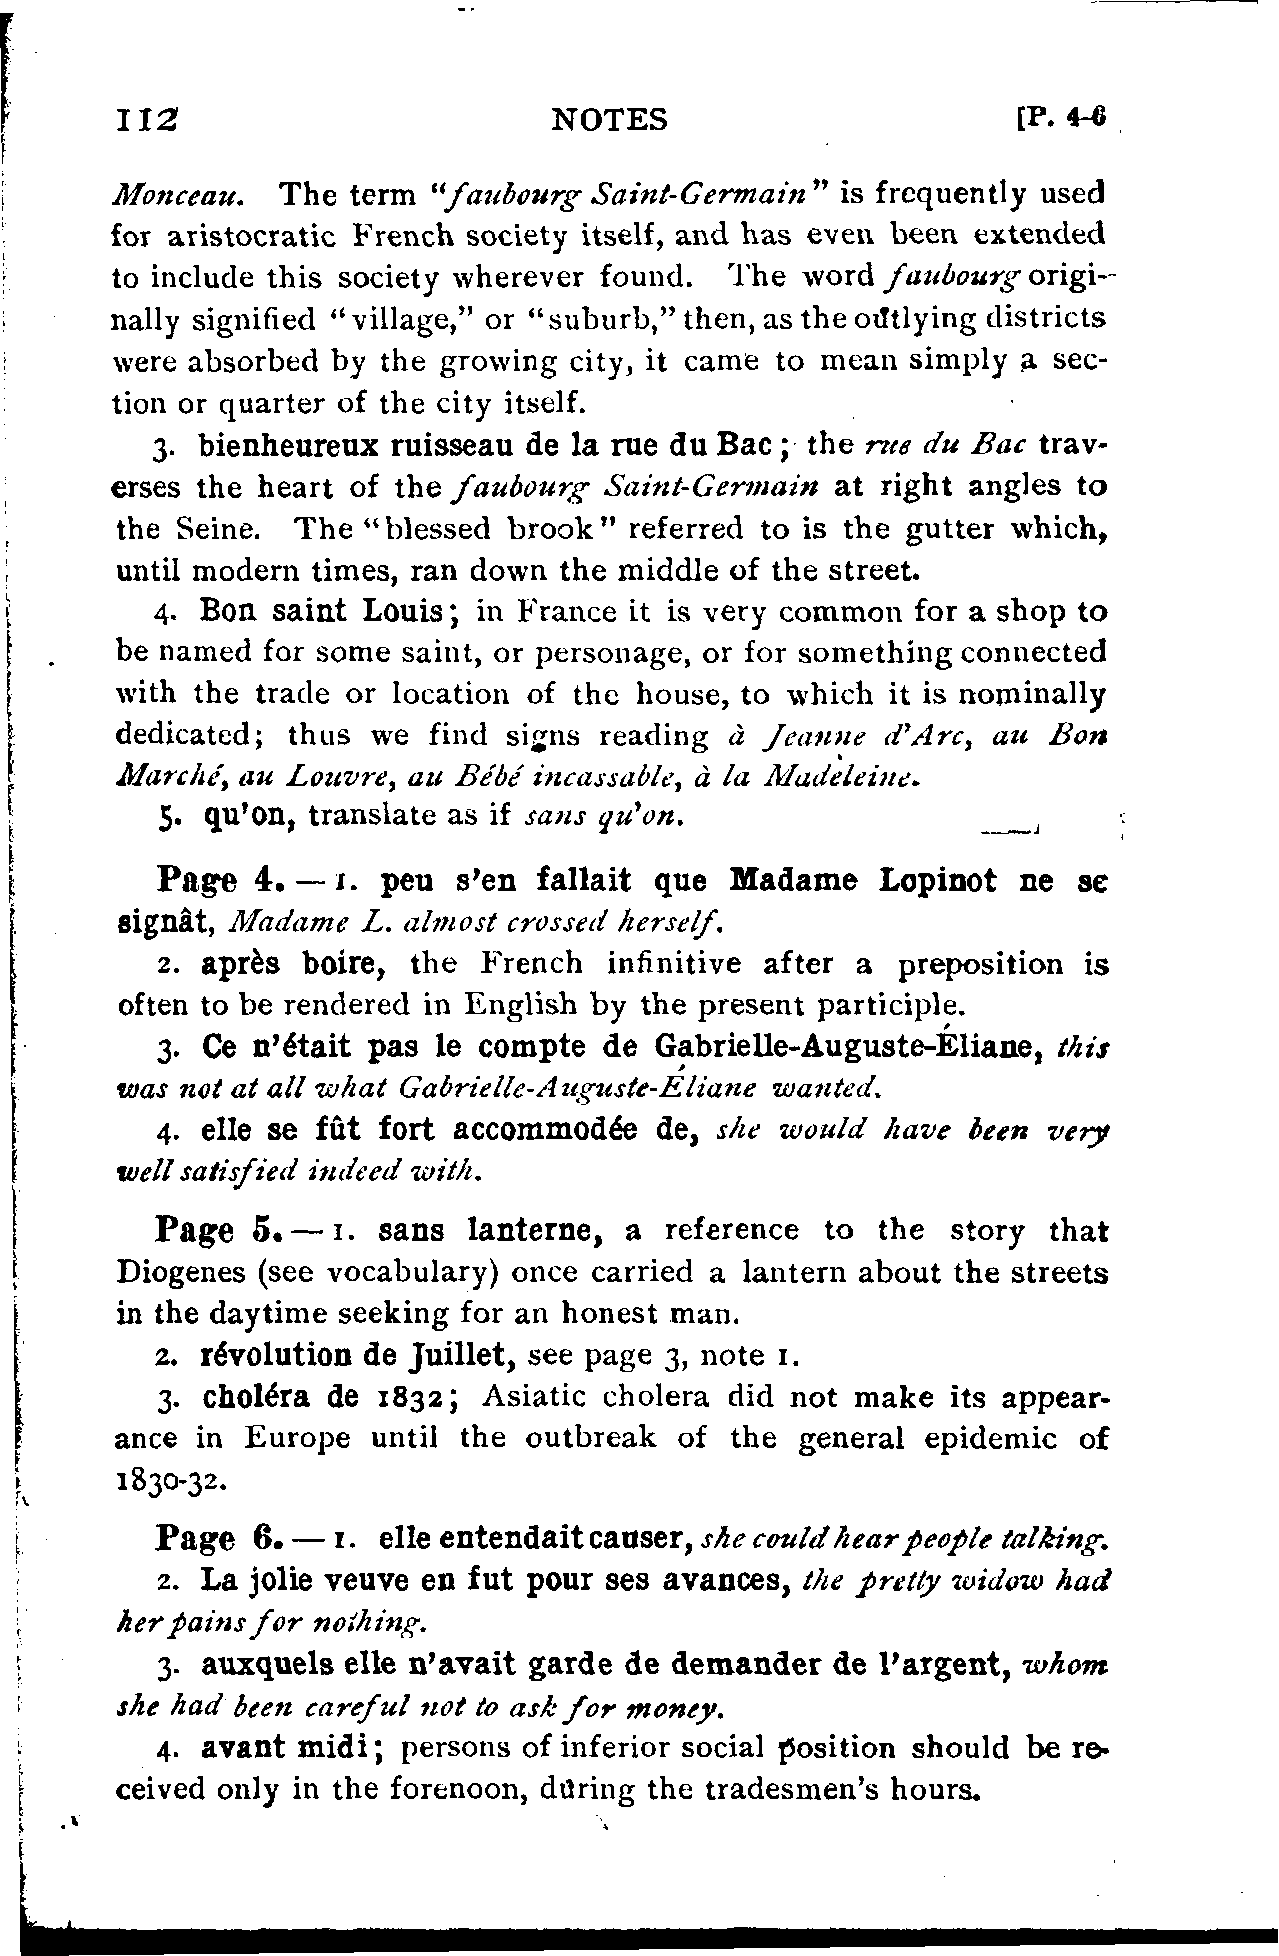 112 NOTES [P. 4-6
Monceau. The term "faubourg Saint-Germain" is frequently used
for aristocratic French society itself, and has even been extended
to include this society wherever found. The word faubourg origi-
nally signified "village," or "suburb," then, as the outlying districts
were absorbed by the growing city, it came to mean simply a sec-
tion or quarter of the city itself.
3. bienheureux ruisseau de la rue du Bac; the rue du Bac trav-
erses the heart of the faubourg Saint-Germain at right angles to
the Seine. The "blessed brook" referred to is the gutter which,
until modern times, ran down the middle of the street.
4. Bon saint Louis; in France it is very common for a shop to
be named for some saint, or personage, or for something connected
with the trade or location of the house, to which it is nominally
dedicated; thus we find signs reading à Jeanne d'Arc, au Bon
Marché, au Louvre, au Bébé incassable, à la Madèleine.
5. qu'on, translate as if sans qu'on.
Page 4. — 1. peu s'en fallait que Madame Lopinot ne se
signât, Madame L. almost crossed herself.
2. après boire, the French infinitive after a preposition is
often to be rendered in English by the present participle.
3. Ce n'était pas le compte de Gabrielle-Auguste-Éliane, this
was not at all what Gabrielle-Auguste-Éliane wanted.
4. elle se fût fort accommodée de, she would have been very
well satisfied indeed with.
Page 5. — 1. sans lanterne, a reference to the story that
Diogenes (see vocabulary) once carried a lantern about the streets
in the daytime seeking for an honest man.
2. révolution de Juillet, see page 3, note 1.
3. choléra de 1832; Asiatic cholera did not make its appear-
ance in Europe until the outbreak of the general epidemic of
1830-32.
Page 6. — 1. elle entendait causer, she could hear people talking.
2. La jolie veuve en fut pour ses avances, the pretty widow had
her pains for nothing.
3. auxquels elle n'avait garde de demander de l'argent, whom
she had been careful not to ask for money.
4. avant midi; persons of inferior social position should be re-
ceived only in the forenoon, during the tradesmen's hours.